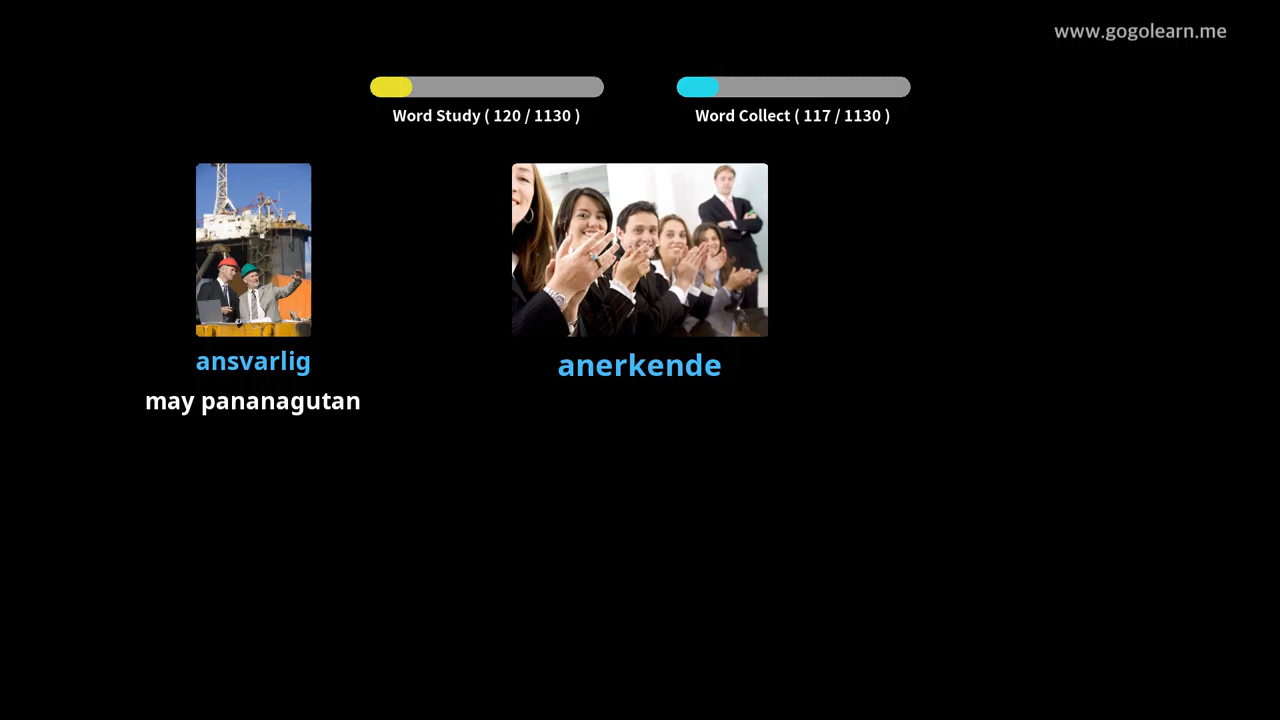 www.gogolearn.me
Word Study ( 120 / 1130 )
Word Collect ( 117 / 1130 )
ansvarlig
may pananagutan
anerkende